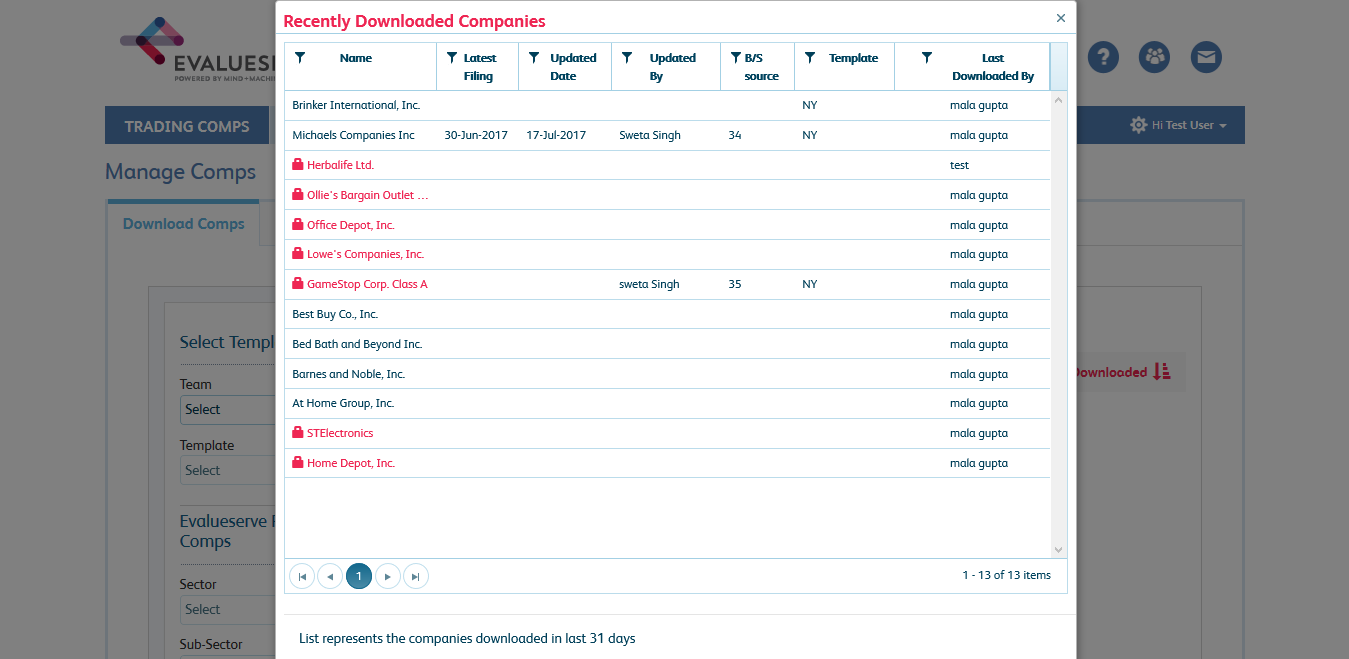 Recently Downloaded Companies
×
EVALUES
POWERED BY MIND+MACHI
?
TRADING COMPS
Hi Test User
Manage Comps
Download Comps
Name Latest Filing Updated Date Updated By B/S source Template Last Downloaded By
Brinker International, Inc. NY mala gupta
Michaels Companies Inc 30-Jun-2017 17-Jul-2017 Sweta Singh 34 NY mala gupta
Herbalife Ltd. test
Ollie's Bargain Outlet ... mala gupta
Office Depot, Inc. mala gupta
Lowe's Companies, Inc. mala gupta
GameStop Corp. Class A sweta Singh 35 NY mala gupta
Best Buy Co., Inc. mala gupta
Bed Bath and Beyond Inc. mala gupta
Barnes and Noble, Inc. mala gupta
At Home Group, Inc. mala gupta
STElectronics mala gupta
Home Depot, Inc. mala gupta
Select Templ
Team
Select
Template
Select
Evalueserve
Comps
Sector
Select
Sub-Sector
Downloaded
1
1 - 13 of 13 items
List represents the companies downloaded in last 31 days